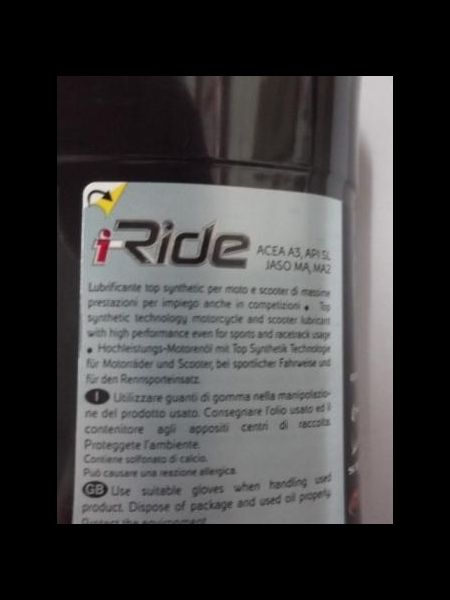 i-Ride
ACEA A3, API SL
JASO MA, MA2
Lubrificante top synthetic per moto e scooter di massime
prestazioni per impiego anche in competizioni • Top
synthetic technology motorcycle and scooter lubricant
with high performance even for sports and racetrack usage
• Hochleistungs-Motorenöl mit Top Synthetik Technologie
für Motorräder und Scooter, bei sportlicher Fahrweise und
für den Rennsporteinsatz.
I Utilizzare guanti di gomma nella manipolazio-
ne del prodotto usato. Consegnare l'olio usato ed il
contenitore agli appositi centri di raccolta.
Proteggete l'ambiente.
Contiene solfonato di calcio.
Può causare una reazione allergica.
GB Use suitable gloves when handling used
product. Dispose of package and used oil properly.
Protect the environment